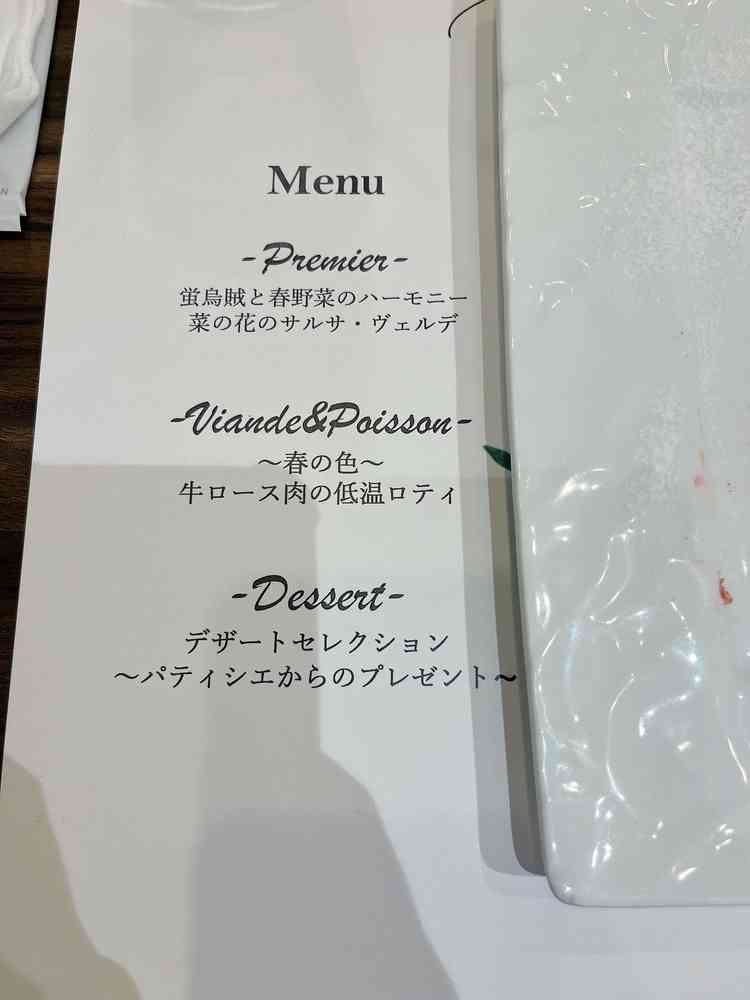 Menu
-Premier-
蛍烏賊と春野菜のハーモニー
菜の花のサルサ・ヴェルデ
-Viande&Poisson-
～春の色～
牛ロース肉の低温ロティ
-Dessert-
デザートセレクション
～パティシエからのプレゼント～